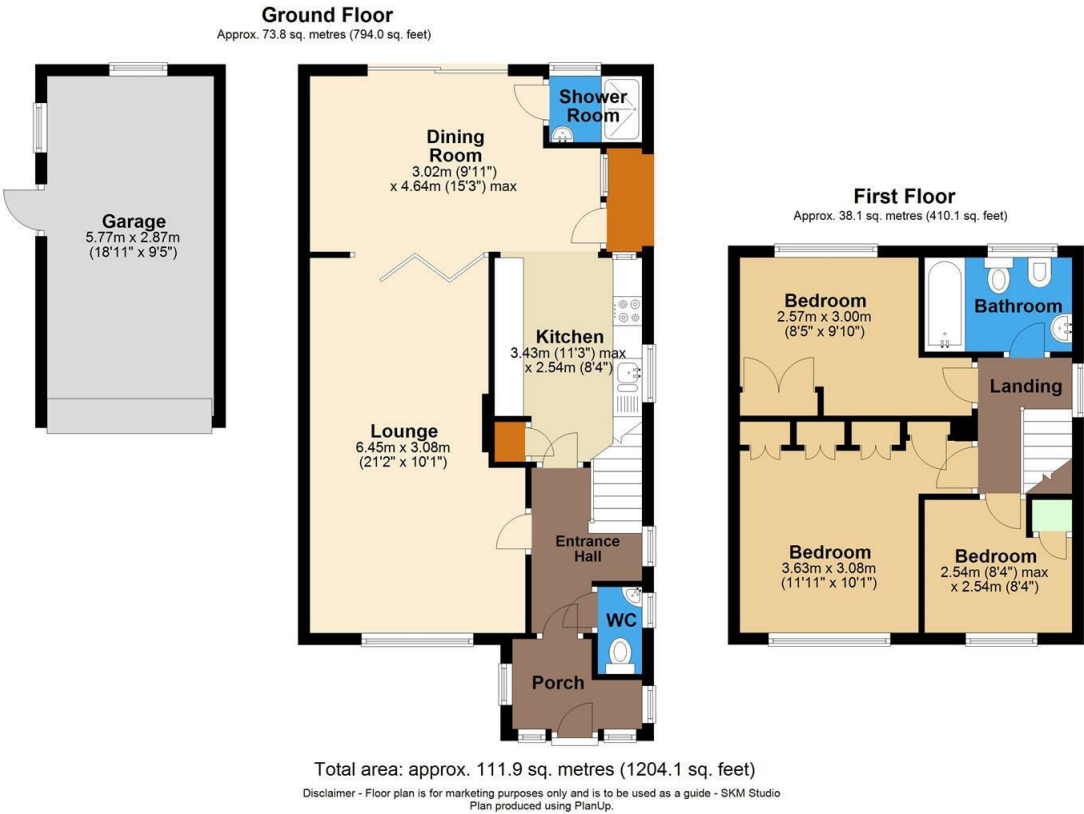 Ground Floor
Approx. 73.8 sq. metres (794.0 sq. feet)
Garage
5.77m x 2.87m
(18'11" x 9'5")
Dining
Room
3.02m (9'11")
x 4.64m (15'3") max
Shower
Room
Kitchen
3.43m (11'3") max
x 2.54m (8'4")
Lounge
6.45m x 3.08m
(21'2" x 10'1")
Entrance
Hall
WC
Porch
First Floor
Approx. 38.1 sq. metres (410.1 sq. feet)
Bedroom
2.57m x 3.00m
(8'5" x 9'10")
Bathroom
Landing
Bedroom
3.63m x 3.08m
(11'11" x 10'1")
Bedroom
2.54m (8'4") max
x 2.54m (8'4")
Total area: approx. 111.9 sq. metres (1204.1 sq. feet)
Disclaimer - Floor plan is for marketing purposes only and is to be used as a guide - SKM Studio
Plan produced using PlanUp.